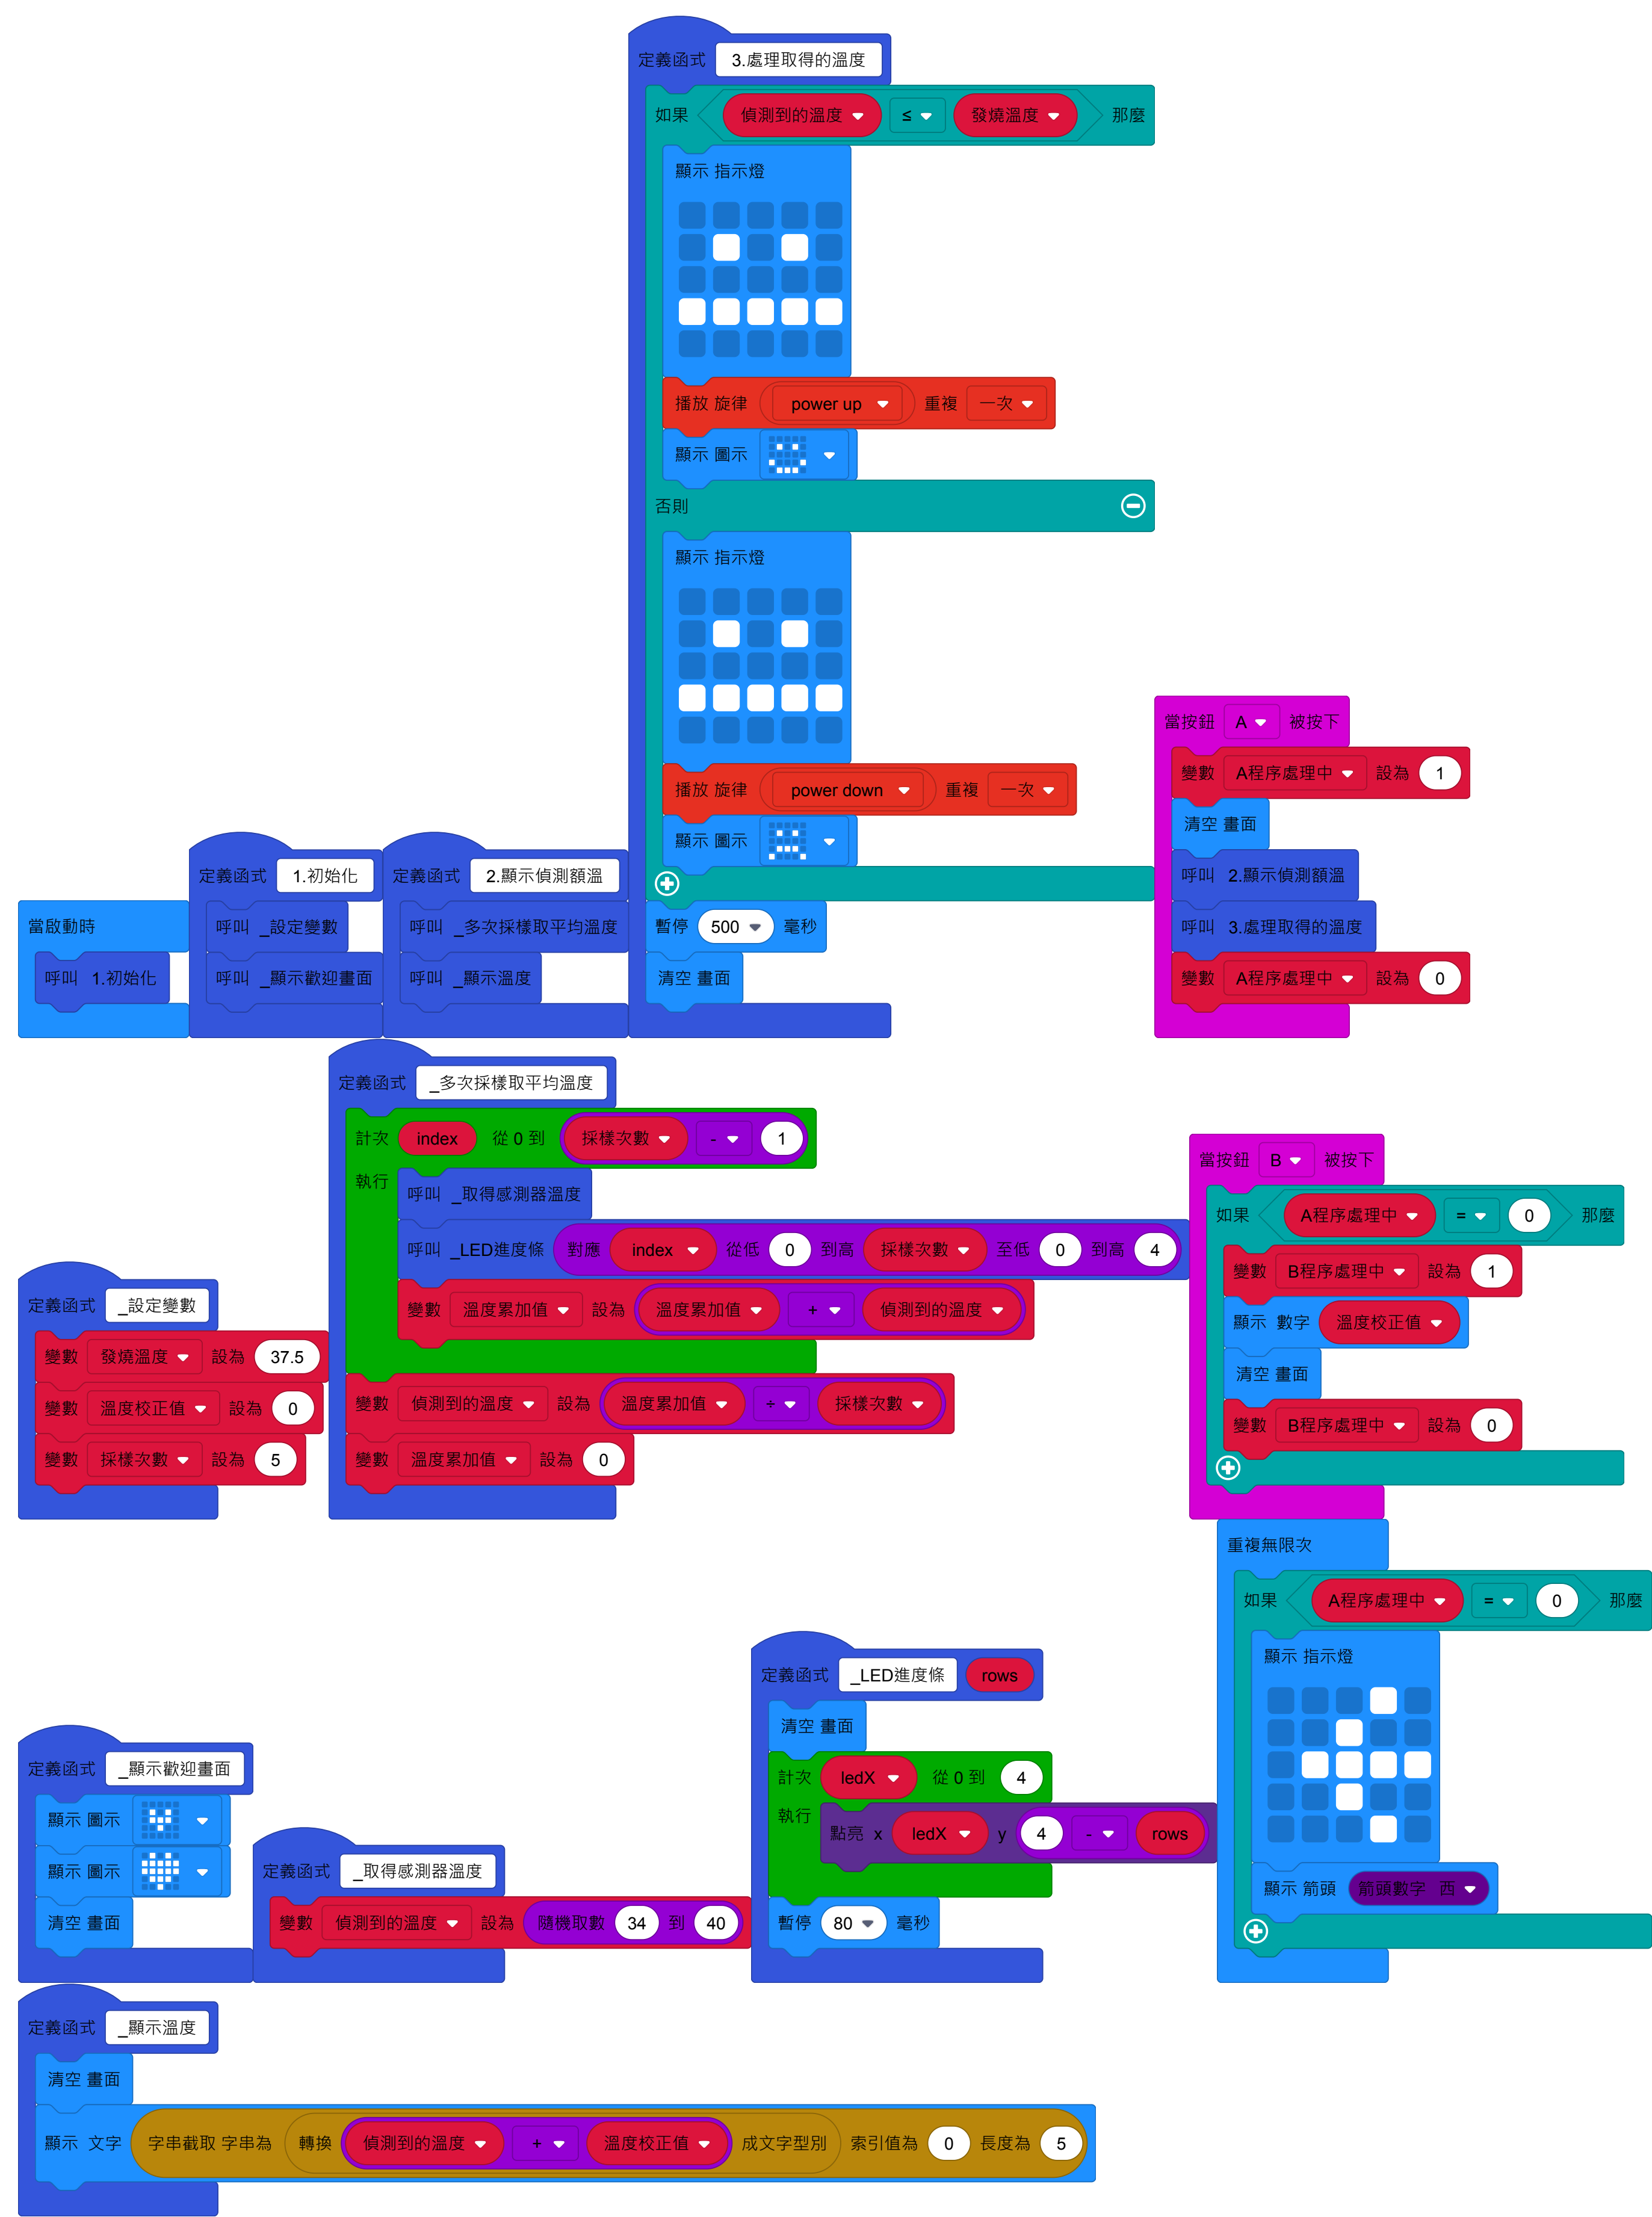 定義函式 3.處理取得的溫度
如果 偵測到的溫度 ≤ 發燒溫度 那麼
顯示 指示燈
播放 旋律 power up 重複 一次
顯示 圖示
否則
顯示 指示燈
播放 旋律 power down 重複 一次
顯示 圖示
暫停 500 毫秒
清空 畫面
當啟動時
呼叫 1.初始化
定義函式 1.初始化
呼叫 _設定變數
呼叫 _顯示歡迎畫面
定義函式 2.顯示偵測額溫
呼叫 _多次採樣取平均溫度
呼叫 _顯示溫度
當按鈕 A 被按下
變數 A程序處理中 設為 1
清空 畫面
呼叫 2.顯示偵測額溫
呼叫 3.處理取得的溫度
變數 A程序處理中 設為 0
定義函式 _設定變數
變數 發燒溫度 設為 37.5
變數 溫度校正值 設為 0
變數 採樣次數 設為 5
定義函式 _多次採樣取平均溫度
計次 index 從 0 到 採樣次數 - 1
執行
呼叫 _取得感測器溫度
呼叫 _LED進度條 對應 index 從低 0 到高 採樣次數 至低 0 到高 4
變數 溫度累加值 設為 溫度累加值 + 偵測到的溫度
變數 偵測到的溫度 設為 溫度累加值 ÷ 採樣次數
變數 溫度累加值 設為 0
當按鈕 B 被按下
如果 A程序處理中 = 0 那麼
變數 B程序處理中 設為 1
顯示 數字 溫度校正值
清空 畫面
變數 B程序處理中 設為 0
定義函式 _顯示歡迎畫面
顯示 圖示
顯示 圖示
清空 畫面
定義函式 _取得感測器溫度
變數 偵測到的溫度 設為 隨機取數 34 到 40
定義函式 _LED進度條 rows
清空 畫面
計次 ledX 從 0 到 4
執行
點亮 x ledX y 4 - rows
暫停 80 毫秒
重複無限次
如果 A程序處理中 = 0 那麼
顯示 指示燈
顯示 箭頭 箭頭數字 西
定義函式 _顯示溫度
清空 畫面
顯示 文字 字串截取 字串為 轉換 偵測到的溫度 + 溫度校正值 成文字型別 索引值為 0 長度為 5